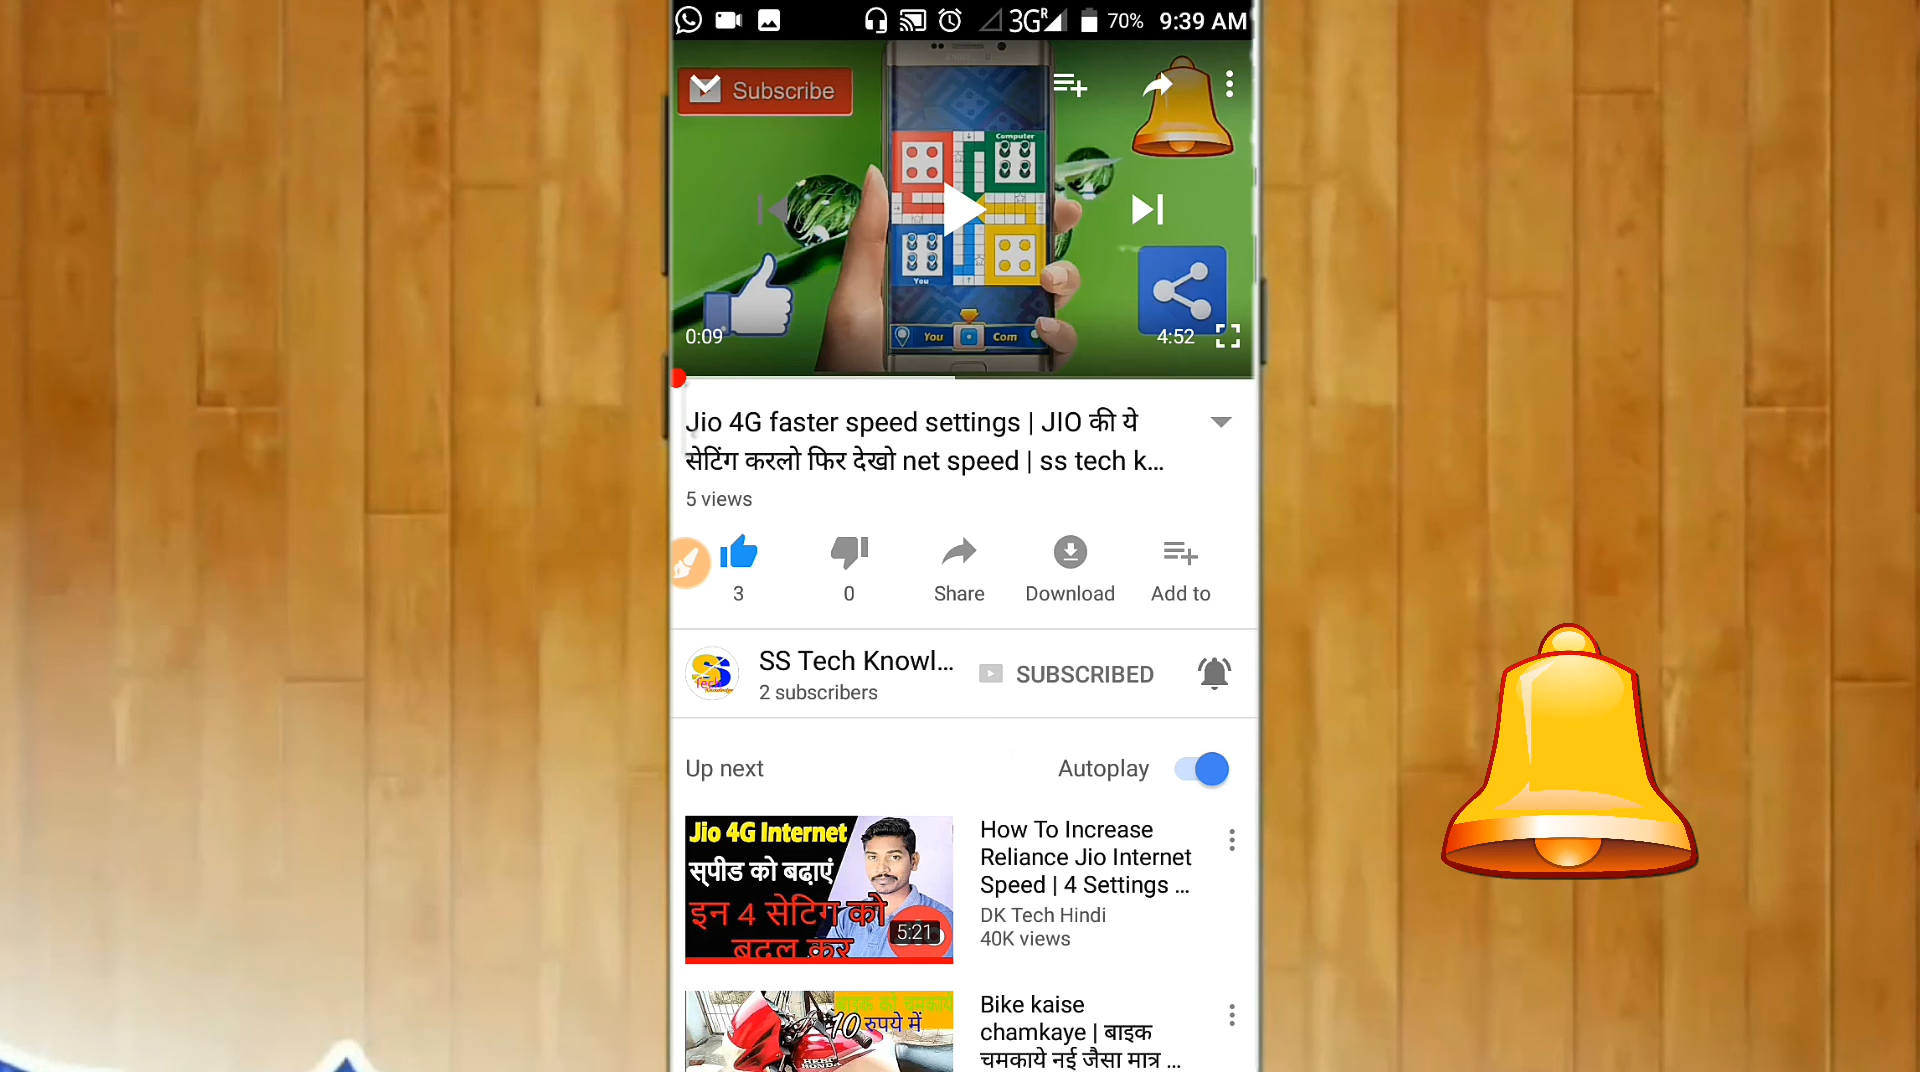 3G R 70% 9:39 AM
Subscribe
Computer
You
You Com
0:09 4:52
Jio 4G faster speed settings | JIO की ये
सेटिंग करलो फिर देखो net speed | ss tech k...
5 views
3 0 Share Download Add to
SS Tech Knowl...
2 subscribers
SUBSCRIBED
Up next Autoplay
Jio 4G Internet
स्पीड को बढ़ाएं
इन 4 सेटिंग को
बदल कर
5:21
How To Increase
Reliance Jio Internet
Speed | 4 Settings ...
DK Tech Hindi
40K views
10 रुपये में
HERO
HONDA
Bike kaise
chamkaye | बाइक
चमकाये नई जैसा मात्र ...